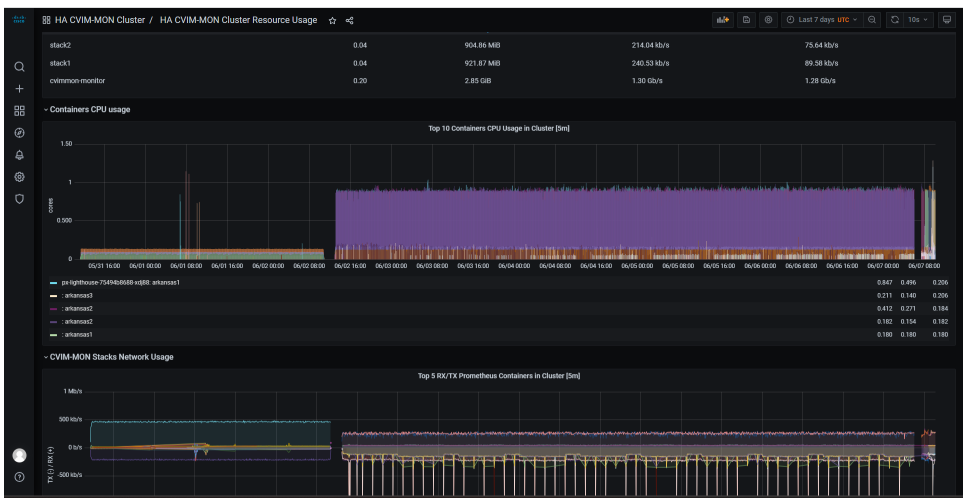 CISCO
HA CVIM-MON Cluster / HA CVIM-MON Cluster Resource Usage
Last 7 days UTC
10s
stack2 0.04 904.86 MiB 214.04 kb/s 75.64 kb/s
stack1 0.04 921.87 MiB 240.53 kb/s 89.58 kb/s
cvimmon-monitor 0.20 2.85 GiB 1.30 Gb/s 1.28 Gb/s
Containers CPU usage
Top 10 Containers CPU Usage in Cluster [5m]
1.50
1
0.500
0
cores
05/31 16:00 06/01 00:00 06/01 08:00 06/01 16:00 06/02 00:00 06/02 08:00 06/02 16:00 06/03 00:00 06/03 08:00 06/03 16:00 06/04 00:00 06/04 08:00 06/04 16:00 06/05 00:00 06/05 08:00 06/05 16:00 06/06 00:00 06/06 08:00 06/06 16:00 06/07 00:00 06/07 08:00
px-lighthouse-75494b8688-xdj88: arkansas1 0.847 0.496 0.206
: arkansas3 0.211 0.140 0.206
: arkansas2 0.412 0.271 0.184
: arkansas2 0.182 0.154 0.182
: arkansas1 0.180 0.180 0.180
CVIM-MON Stacks Network Usage
Top 5 RX/TX Prometheus Containers in Cluster [5m]
1 Mb/s
500 kb/s
0 b/s
-500 kb/s
TX (-) / RX (+)